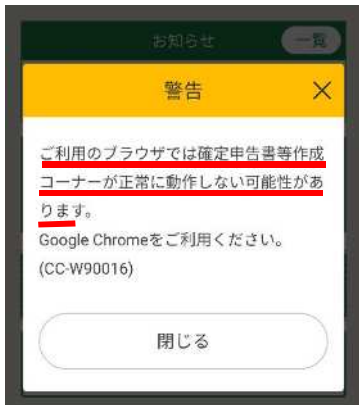 お知らせ
一覧
警告
ご利用のブラウザでは確定申告書等作成
コーナーが正常に動作しない可能性があ
ります。
Google Chromeをご利用ください。
(CC-W90016)
閉じる